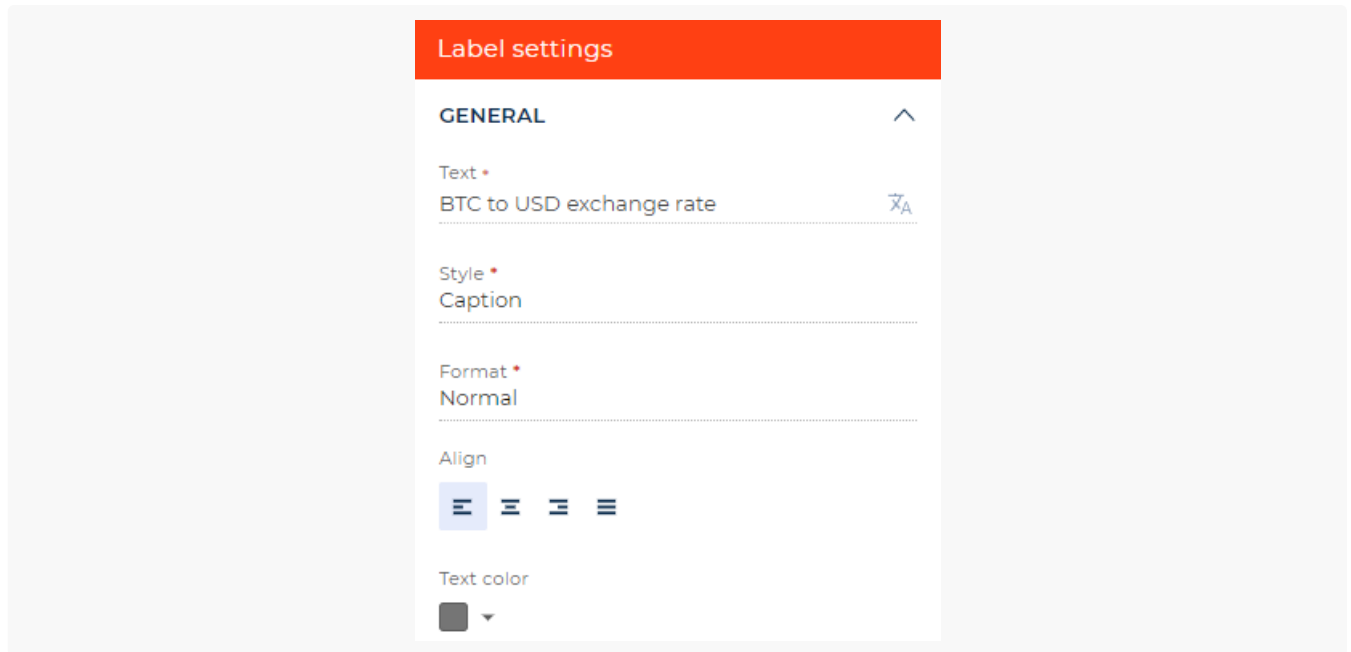 Label settings
GENERAL
Text *
BTC to USD exchange rate
Style *
Caption
Format *
Normal
Align
Text color